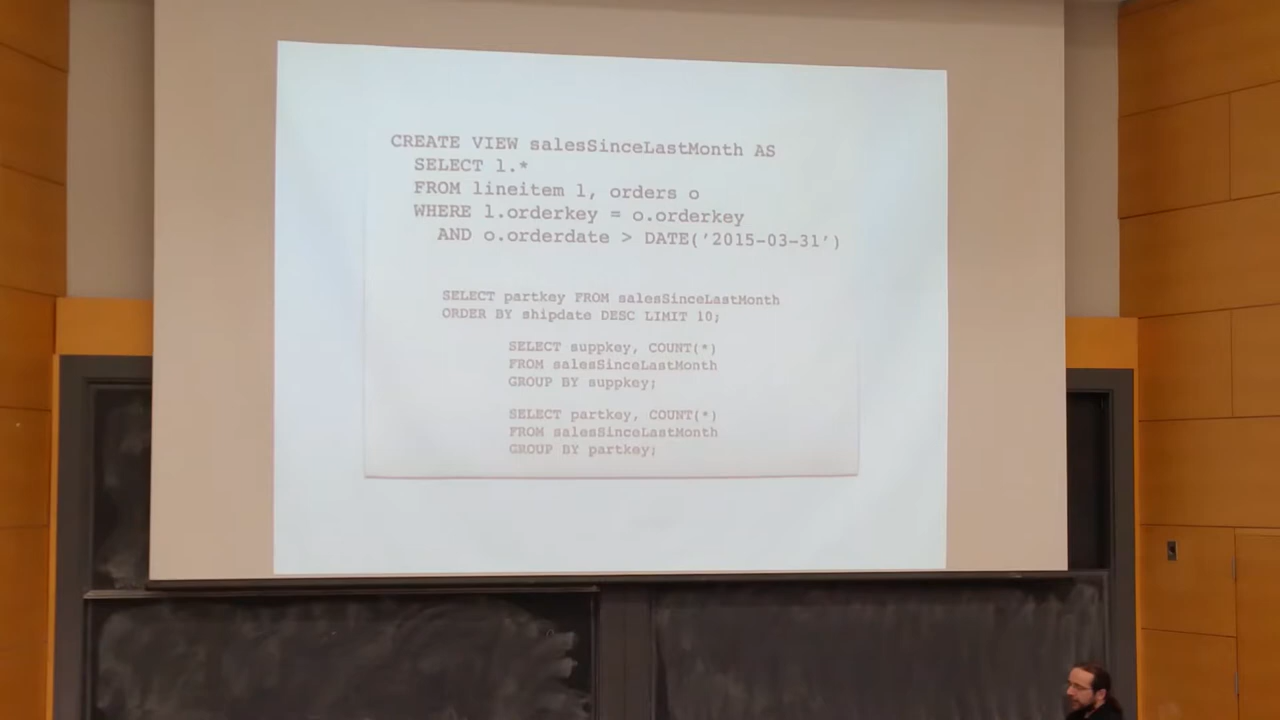 CREATE VIEW salesSinceLastMonth AS
SELECT l.*
FROM lineitem l, orders o
WHERE l.orderkey = o.orderkey
AND o.orderdate > DATE('2015-03-31')
SELECT partkey FROM salesSinceLastMonth
ORDER BY shipdate DESC LIMIT 10;
SELECT suppkey, COUNT(*)
FROM salesSinceLastMonth
GROUP BY suppkey;
SELECT partkey, COUNT(*)
FROM salesSinceLastMonth
GROUP BY partkey;